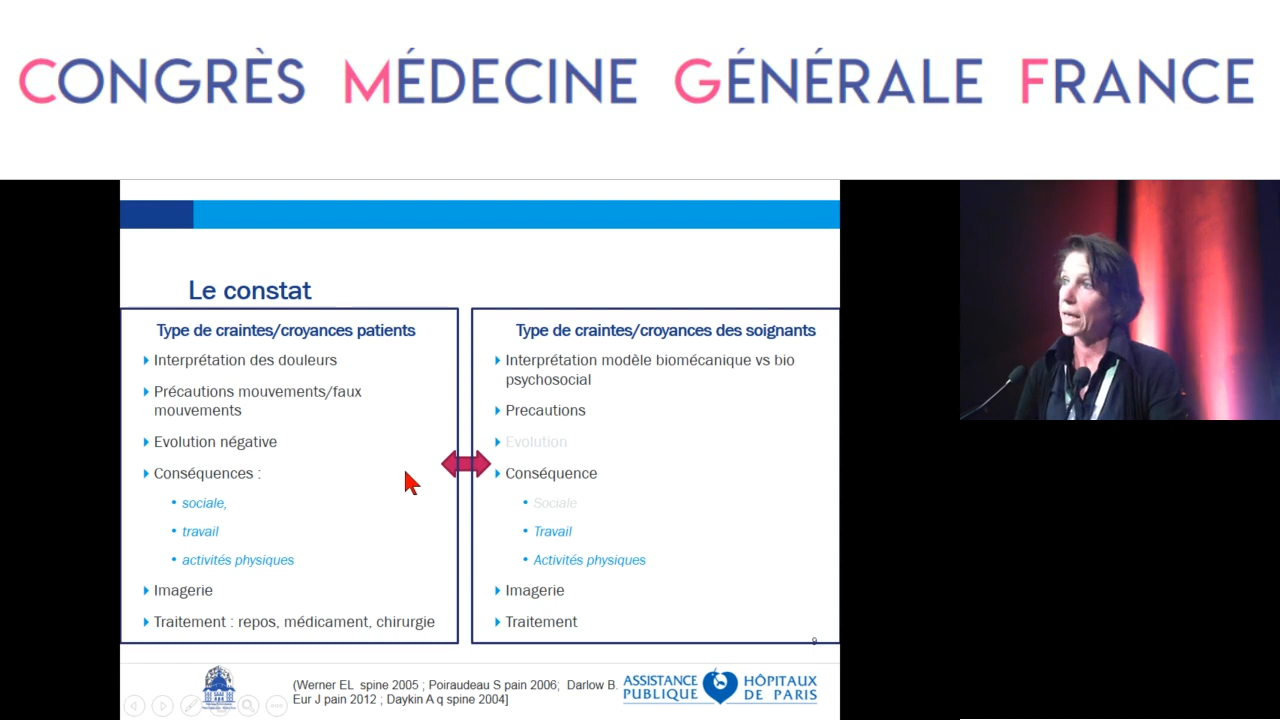 CONGRÈS MÉDECINE GÉNÉRALE FRANCE
Le constat
Type de craintes/croyances patients
Interprétation des douleurs
Précautions mouvements/faux
mouvements
Evolution négative
Conséquences :
sociale,
travail
activités physiques
Imagerie
Traitement : repos, médicament, chirurgie
Type de craintes/croyances des soignants
Interprétation modèle biomécanique vs bio
psychosocial
Precautions
Evolution
Conséquence
Sociale
Travail
Activités physiques
Imagerie
Traitement
9
(Werner EL spine 2005 ; Poiraudeau S pain 2006; Darlow B.
Eur J pain 2012 ; Daykin A q spine 2004]
ASSISTANCE
PUBLIQUE
HÔPITAUX
DE PARIS